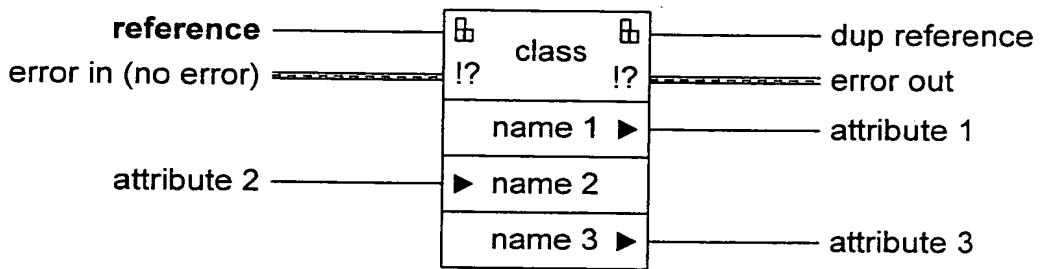 reference
class
dup reference
error in (no error)
!?
!?
error out
name 1
attribute 1
attribute 2
name 2
name 3
attribute 3